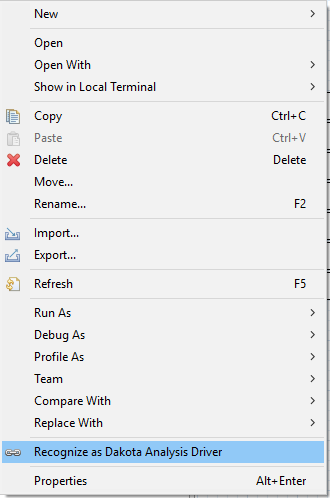 New
Open
Open With
Show in Local Terminal
Copy Ctrl+C
Paste Ctrl+V
Delete Delete
Move...
Rename... F2
Import...
Export...
Refresh F5
Run As
Debug As
Profile As
Team
Compare With
Replace With
Recognize as Dakota Analysis Driver
Properties Alt+Enter